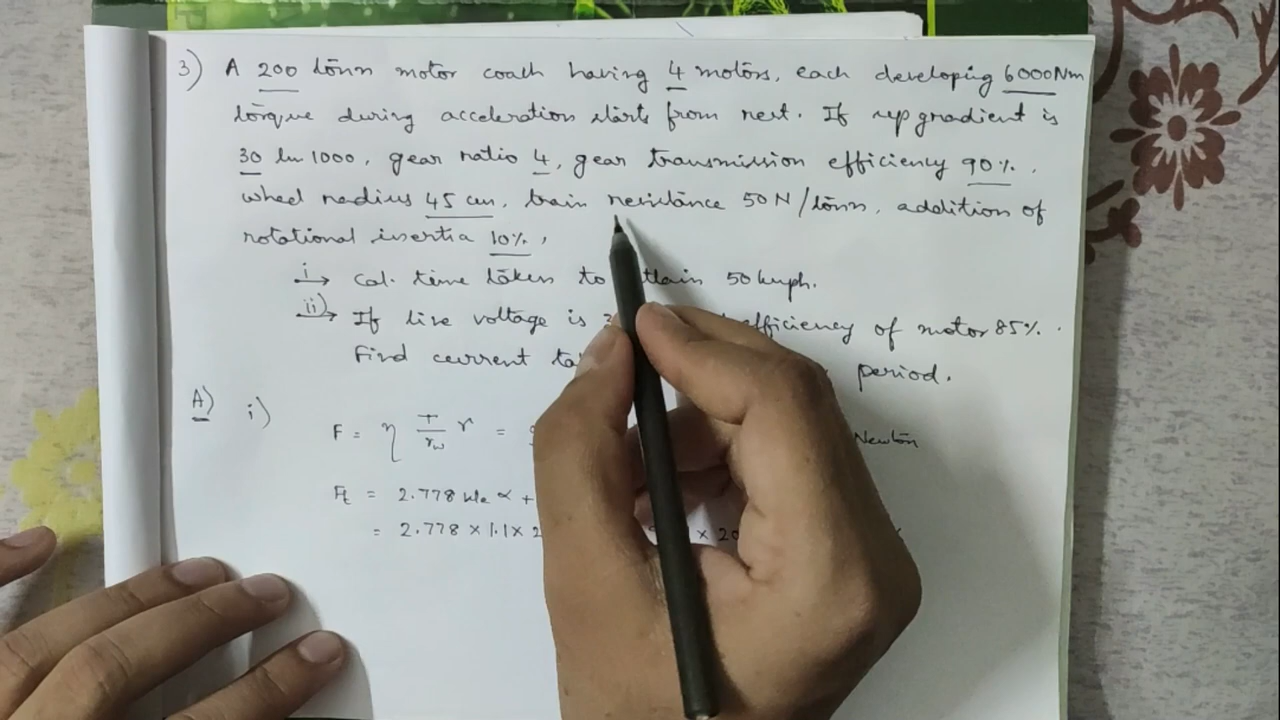 3) A 200 tonn motor coach having 4 motors, each developing 6000Nm
torque during acceleration starts from rest. If up gradient is
30 in 1000, gear ratio 4, gear transmission efficiency 90%.
wheel radius 45 cm, train resistance 50N/tonn, addition of
rotational inertia 10%,
i → Cal. time taken to attain 50 kmph.
ii) → If line voltage is efficiency of motor 85%.
Find current period.
A) i) F = η T/rw r = Newton
Ft = 2.778 We α +
= 2.778 × 1.1 × 2 × 20